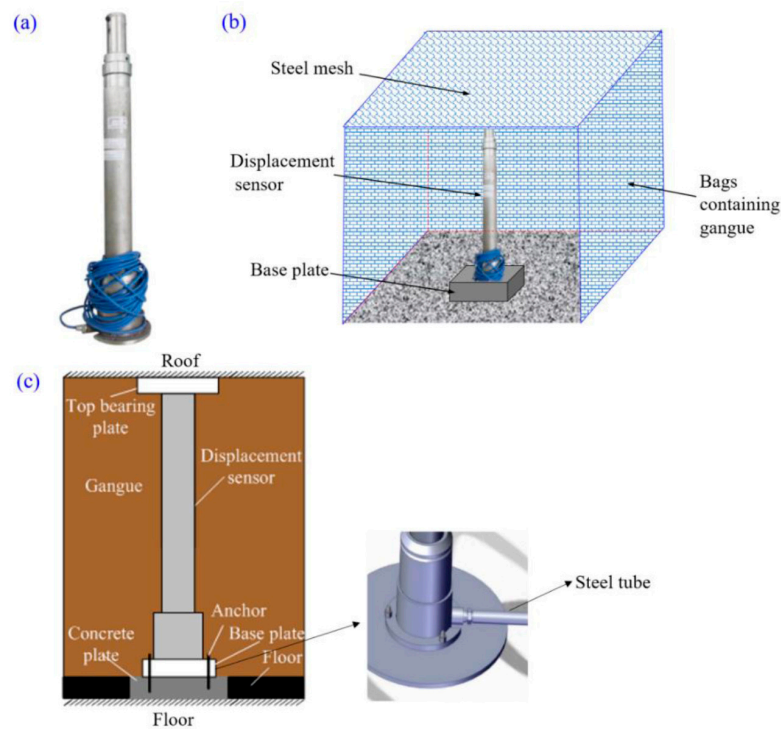 (a)
(b)
Steel mesh
Displacement
sensor
Bags
containing
gangue
Base plate
(c)
Roof
Top bearing
plate
Displacement
sensor
Gangue
Steel tube
Anchor
Concrete
plate
Base plate
Floor
Floor